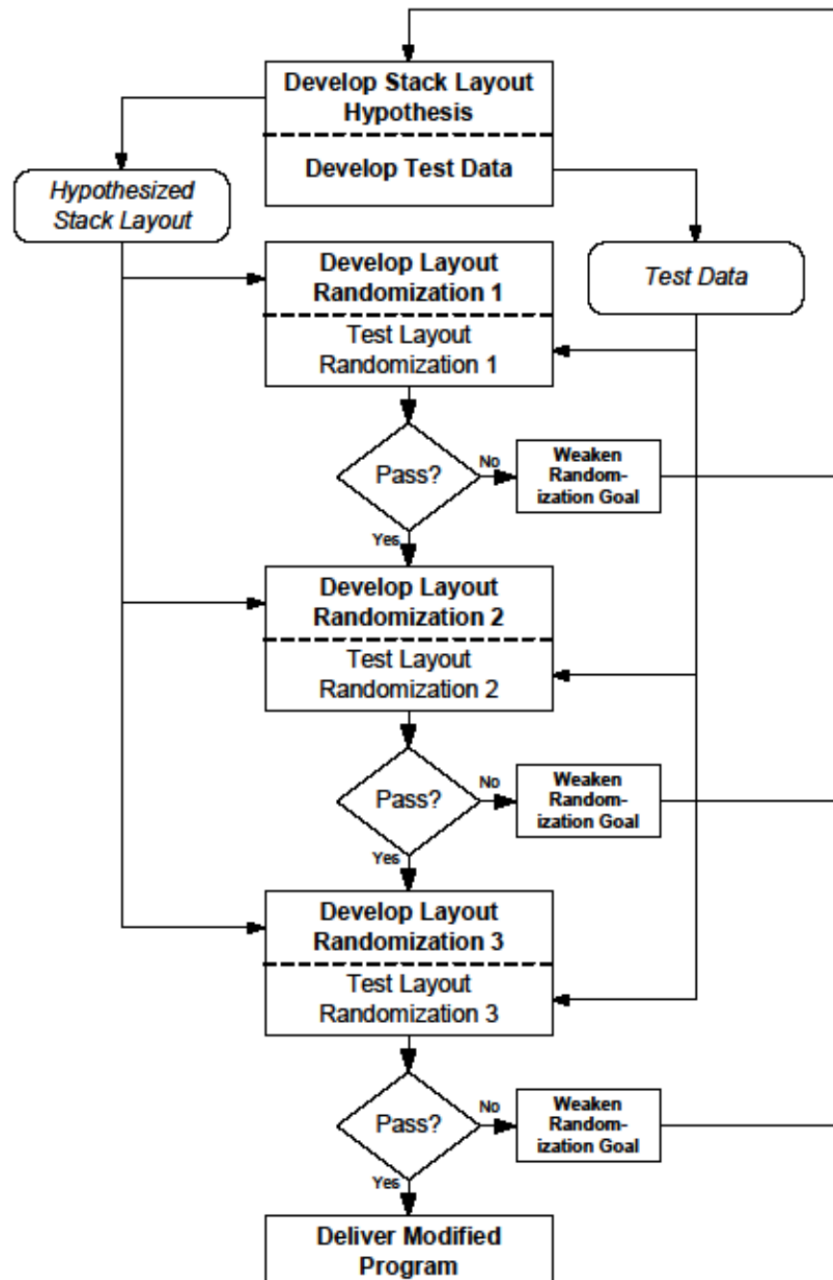 Develop Stack Layout
Hypothesis
Develop Test Data
Hypothesized
Stack Layout
Test Data
Develop Layout
Randomization 1
Test Layout
Randomization 1
Pass?
No
Weaken
Random-
ization Goal
Yes
Develop Layout
Randomization 2
Test Layout
Randomization 2
Pass?
No
Weaken
Random-
ization Goal
Yes
Develop Layout
Randomization 3
Test Layout
Randomization 3
Pass?
No
Weaken
Random-
ization Goal
Yes
Deliver Modified
Program